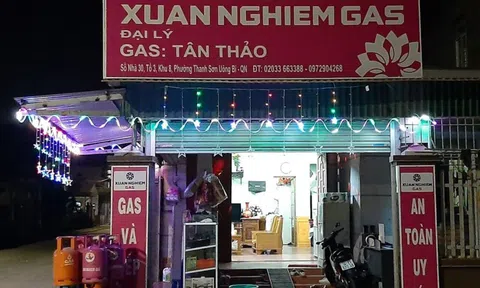 XUAN NGHIEM GAS
ĐẠI LÝ
GAS: TÂN THẢO
Số Nhà 30, Tổ 3, Khu 8, Phường Thanh Sơn Uông Bí - QN ĐT: 02033 663388 - 0972904268
XUAN NGHIEM
GAS
GAS
VÀ
XUAN NGHIEM
GAS
AN
TOÀN
UY